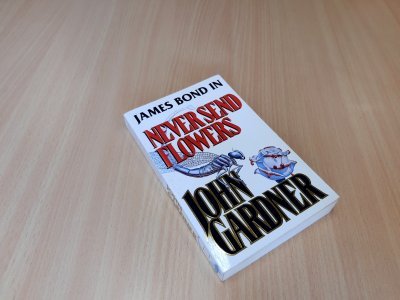 JAMES BOND IN
NEVER SEND
FLOWERS
JOHN
GARDNER